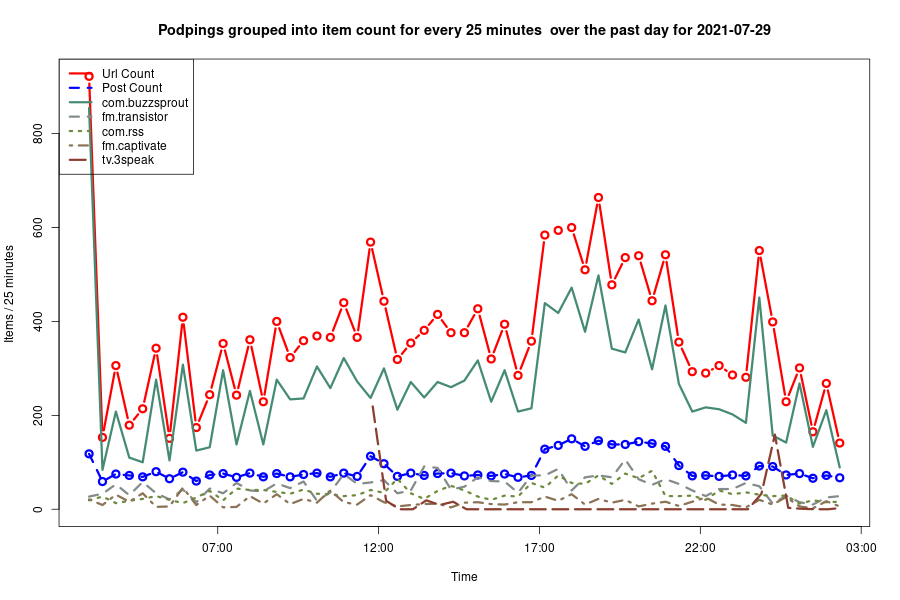 Podpings grouped into item count for every 25 minutes  over the past day for 2021-07-29
Url Count
Post Count
com.buzzsprout
fm.transistor
com.rss
fm.captivate
tv.3speak
Items / 25 minutes
800
600
400
200
0
07:00
12:00
17:00
22:00
03:00
Time